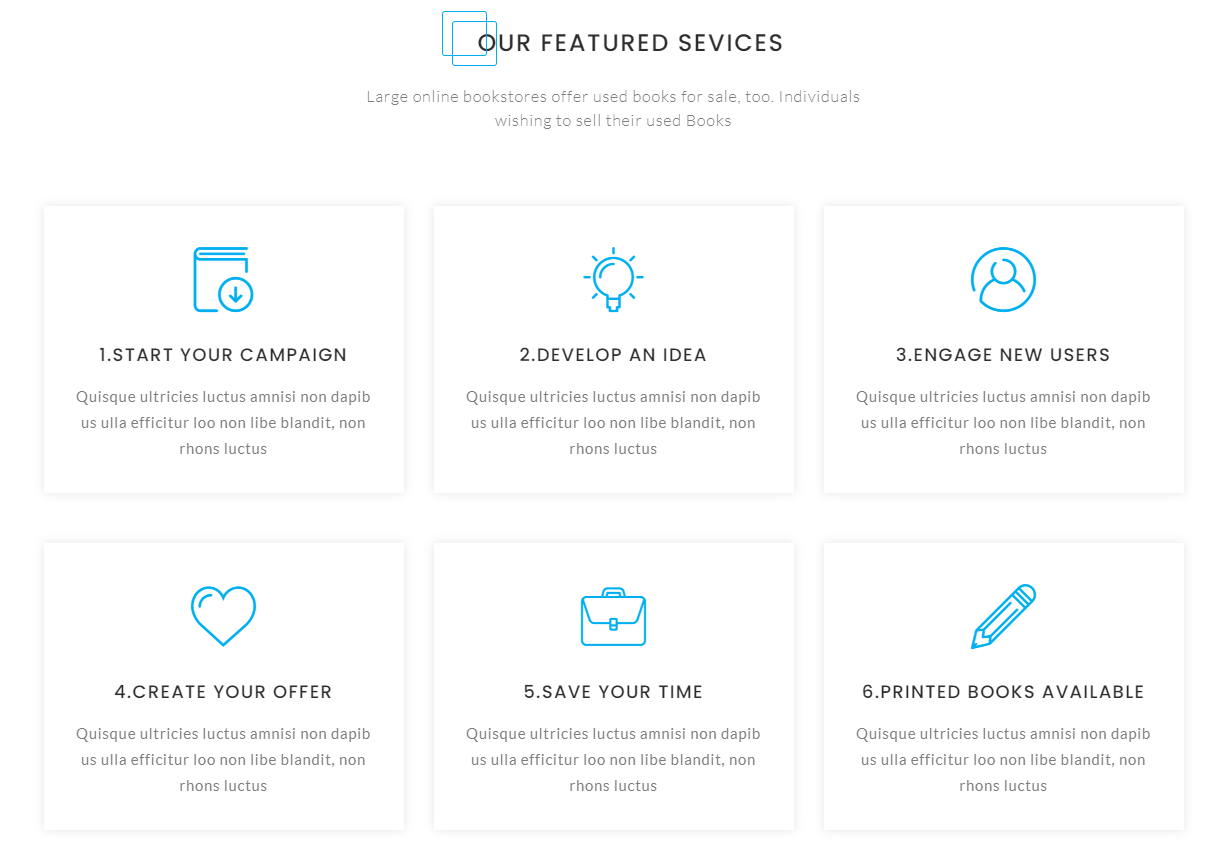 OUR FEATURED SEVICES
Large online bookstores offer used books for sale, too. Individuals
wishing to sell their used Books
1.START YOUR CAMPAIGN
Quisque ultricies luctus amnisi non dapib
us ulla efficitur loo non libe blandit, non
rhons luctus
2.DEVELOP AN IDEA
Quisque ultricies luctus amnisi non dapib
us ulla efficitur loo non libe blandit, non
rhons luctus
3.ENGAGE NEW USERS
Quisque ultricies luctus amnisi non dapib
us ulla efficitur loo non libe blandit, non
rhons luctus
4.CREATE YOUR OFFER
Quisque ultricies luctus amnisi non dapib
us ulla efficitur loo non libe blandit, non
rhons luctus
5.SAVE YOUR TIME
Quisque ultricies luctus amnisi non dapib
us ulla efficitur loo non libe blandit, non
rhons luctus
6.PRINTED BOOKS AVAILABLE
Quisque ultricies luctus amnisi non dapib
us ulla efficitur loo non libe blandit, non
rhons luctus